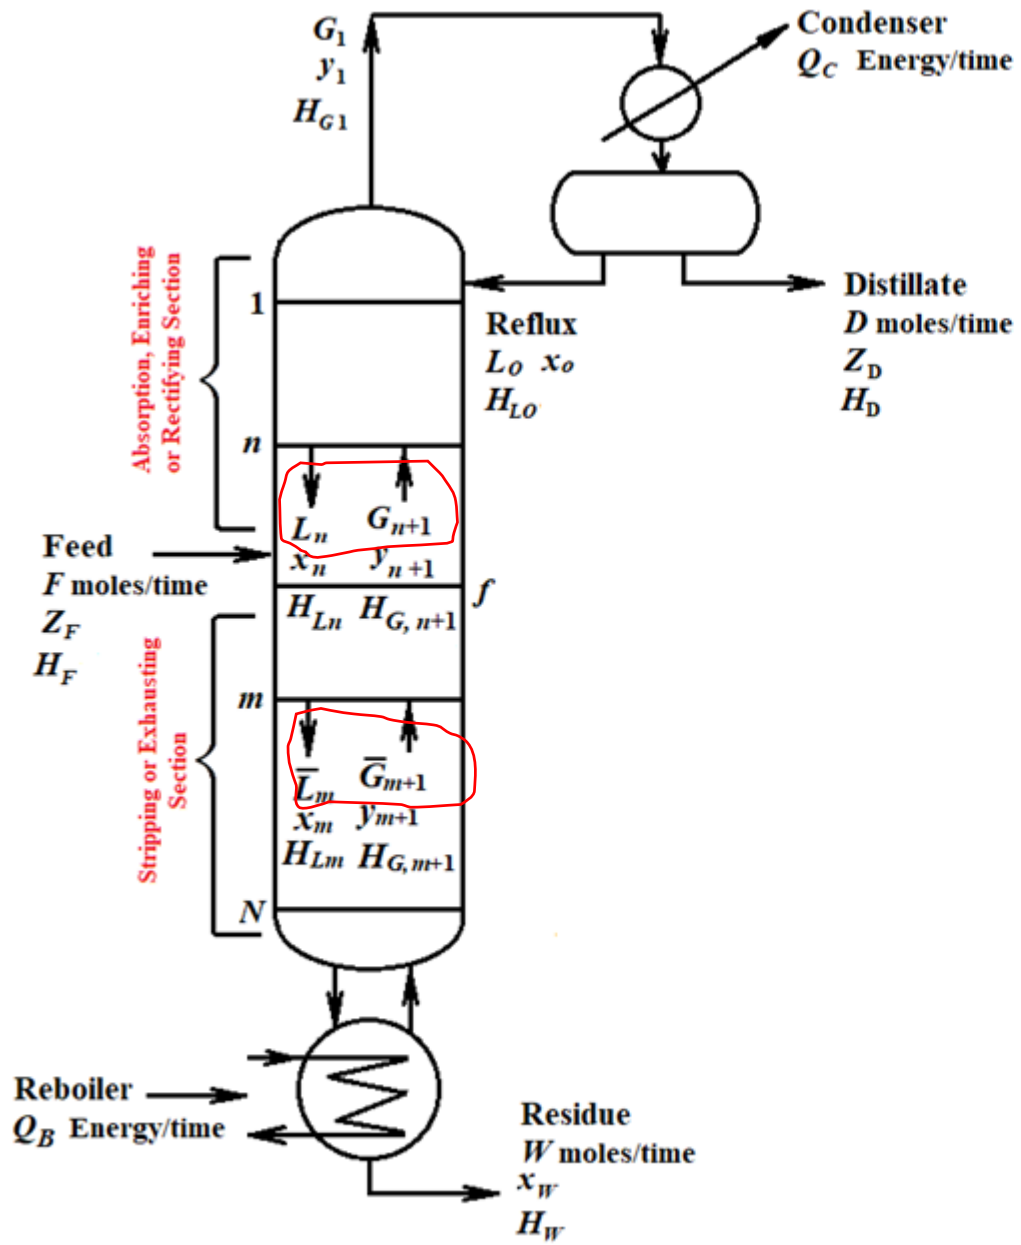 G1
y1
HG1
Condenser
QC Energy/time
Absorption, Enriching
or Rectifying Section
1
Reflux
LO xo
HLO
Distillate
D moles/time
ZD
HD
n
Ln Gn+1
xn yn+1
HLn HG, n+1
Feed
F moles/time
ZF
HF
f
Stripping or Exhausting
Section
m
L̅m G̅m+1
xm ym+1
HLm HG,m+1
N
Reboiler
QB Energy/time
Residue
W moles/time
xW
HW